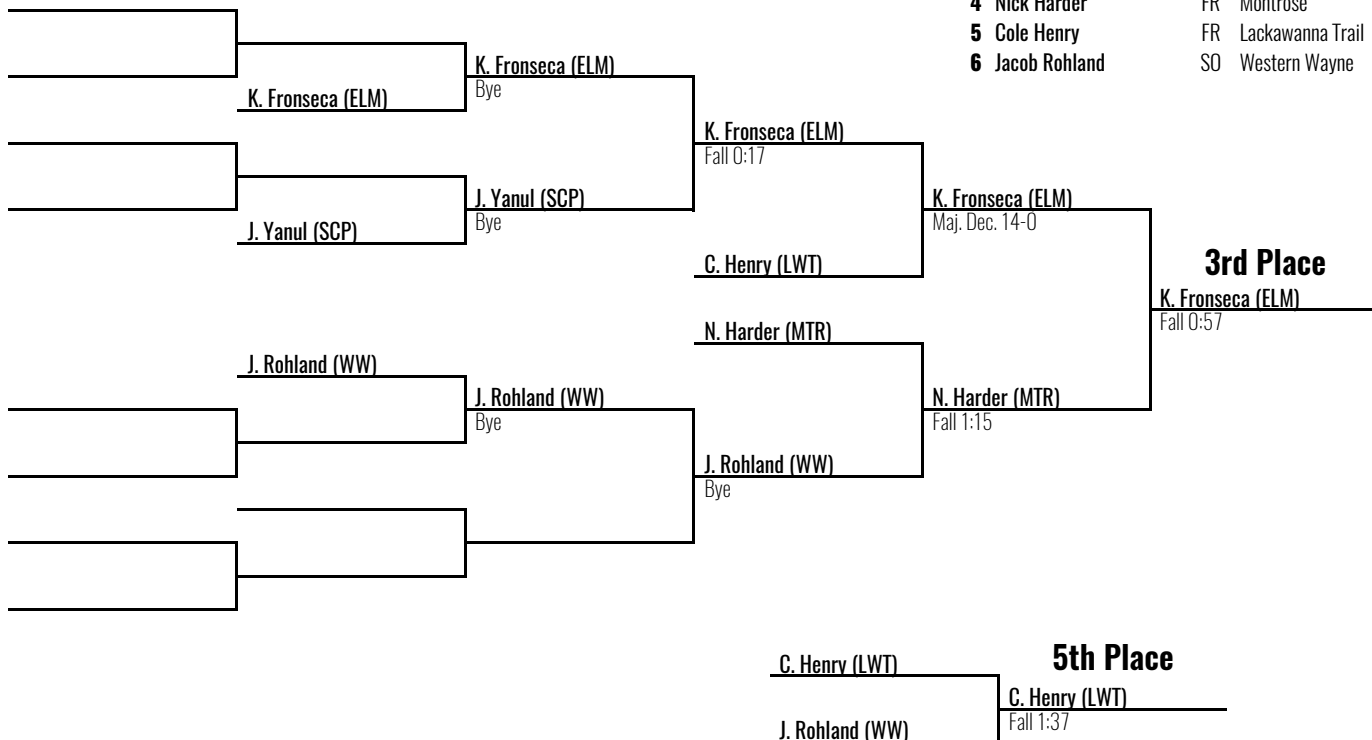 4 Nick Harder FR Montrose
5 Cole Henry FR Lackawanna Trail
6 Jacob Rohland SO Western Wayne
K. Fronseca (ELM)
K. Fronseca (ELM)
Bye
J. Yanul (SCP)
J. Yanul (SCP)
Bye
K. Fronseca (ELM)
Fall 0:17
C. Henry (LWT)
K. Fronseca (ELM)
Maj. Dec. 14-0
J. Rohland (WW)
J. Rohland (WW)
Bye
N. Harder (MTR)
J. Rohland (WW)
Bye
N. Harder (MTR)
Fall 1:15
3rd Place
K. Fronseca (ELM)
Fall 0:57
5th Place
C. Henry (LWT)
J. Rohland (WW)
C. Henry (LWT)
Fall 1:37